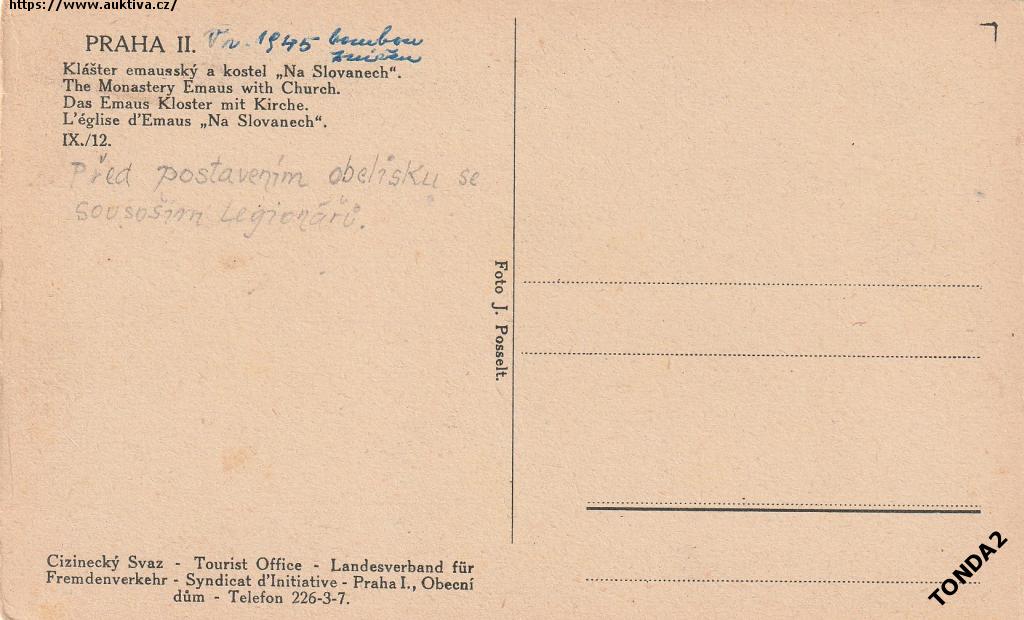 https://www.auktiva.cz/
PRAHA II. V r. 1945 bombou
zničen
Klášter emausský a kostel „Na Slovanech“.
The Monastery Emaus with Church.
Das Emaus Kloster mit Kirche.
L'église d'Emaus „Na Slovanech“.
IX./12.
Před postavením obelisku se
sousoším Legionářů.
Foto J. Posselt.
Cizinecký Svaz - Tourist Office - Landesverband für
Fremdenverkehr - Syndicat d'Initiative - Praha I., Obecní
dům - Telefon 226-3-7.
TONDA2